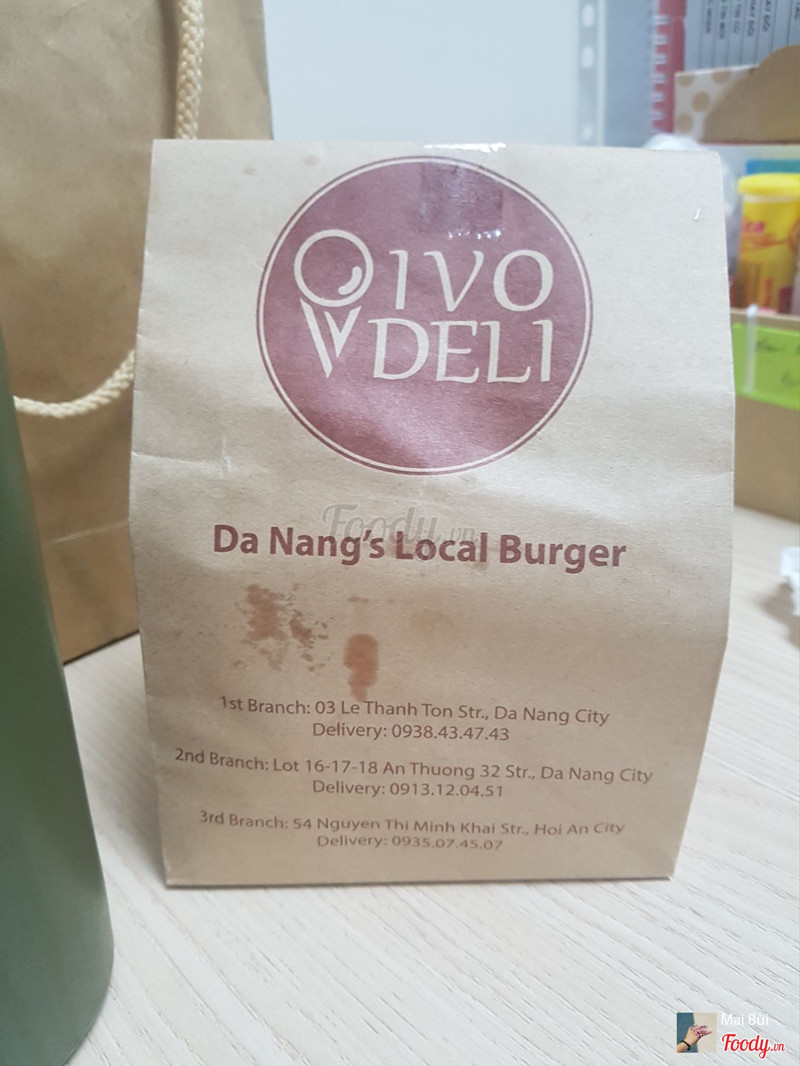 IVO
DELI
Foody.vn
Da Nang's Local Burger
1st Branch: 03 Le Thanh Ton Str., Da Nang City
Delivery: 0938.43.47.43
2nd Branch: Lot 16-17-18 An Thuong 32 Str., Da Nang City
Delivery: 0913.12.04.51
3rd Branch: 54 Nguyen Thi Minh Khai Str., Hoi An City
Delivery: 0935.07.45.07
Mai Bùi
Foody.vn